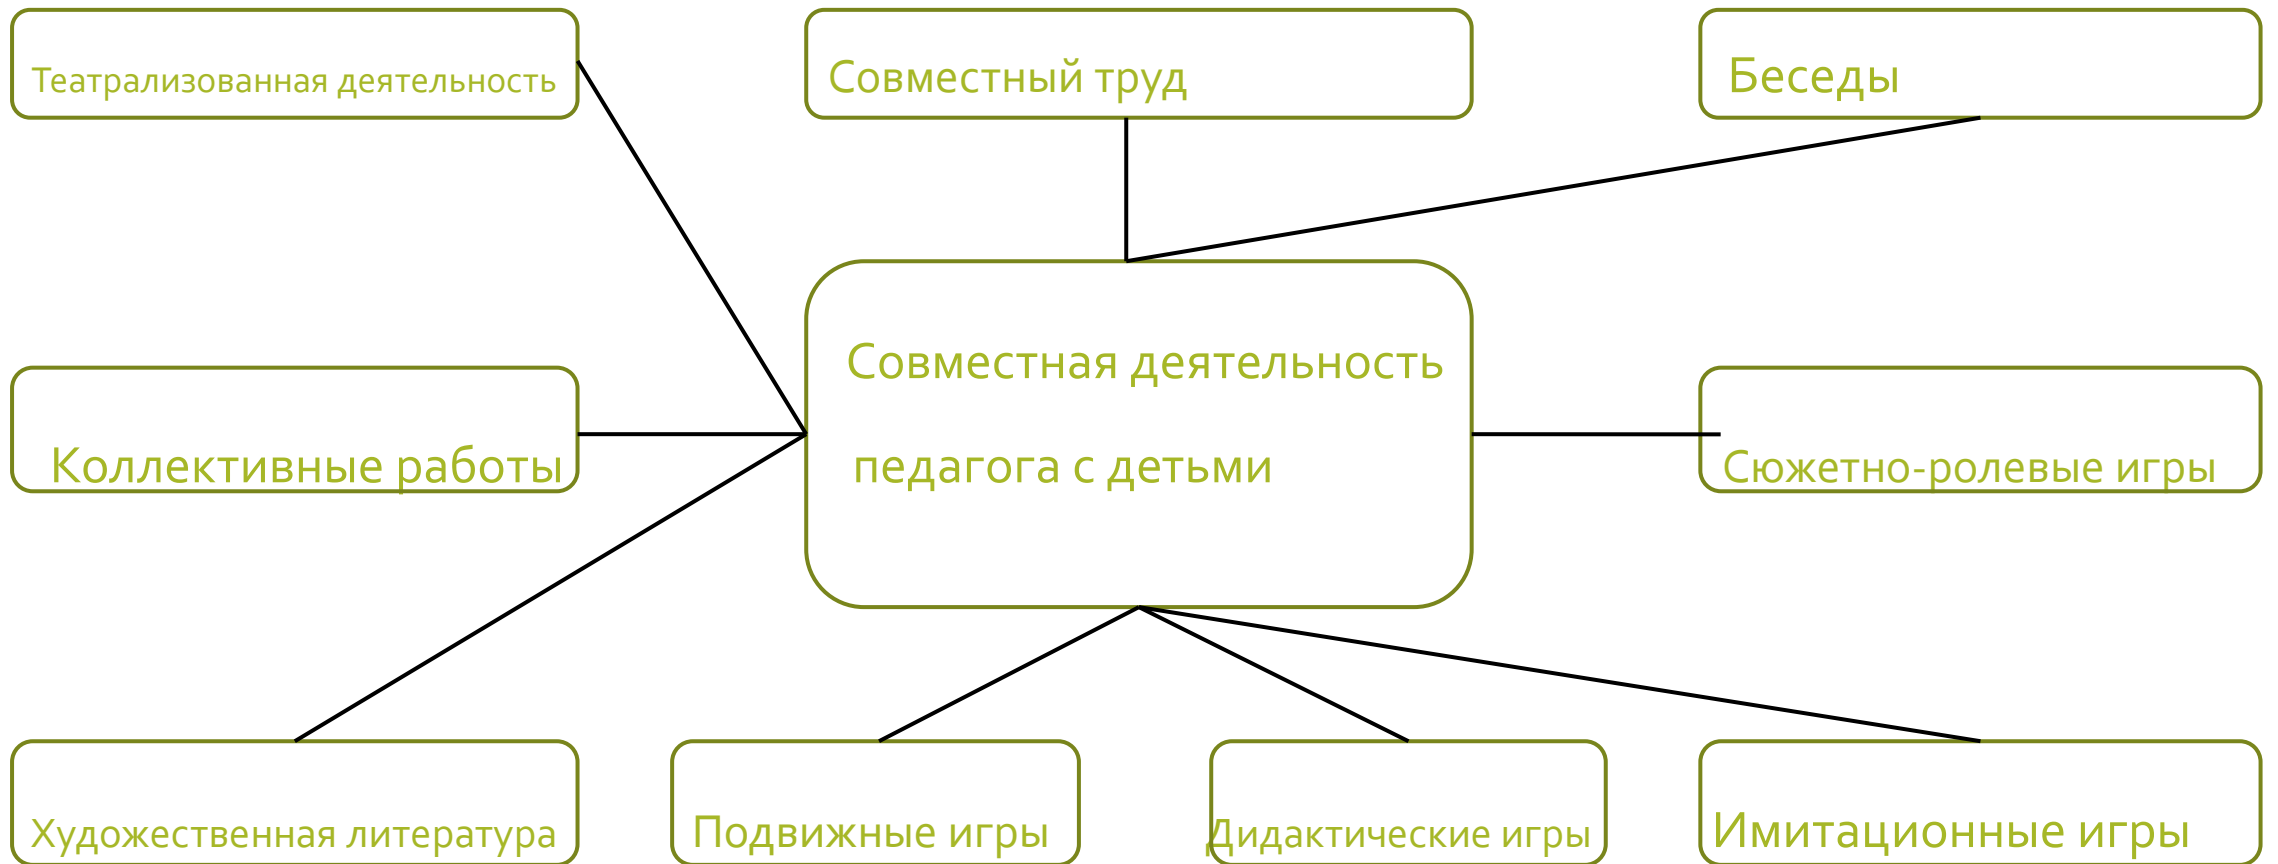 Театрализованная деятельность
Совместный труд
Беседы
Совместная деятельность
педагога с детьми
Коллективные работы
Сюжетно-ролевые игры
Художественная литература
Подвижные игры
Дидактические игры
Имитационные игры